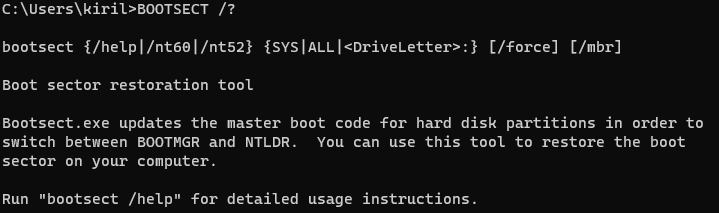 C:\Users\kiril>BOOTSECT /?
bootsect {/help|/nt60|/nt52} {SYS|ALL|<DriveLetter>:} [/force] [/mbr]
Boot sector restoration tool
Bootsect.exe updates the master boot code for hard disk partitions in order to
switch between BOOTMGR and NTLDR.  You can use this tool to restore the boot
sector on your computer.
Run "bootsect /help" for detailed usage instructions.